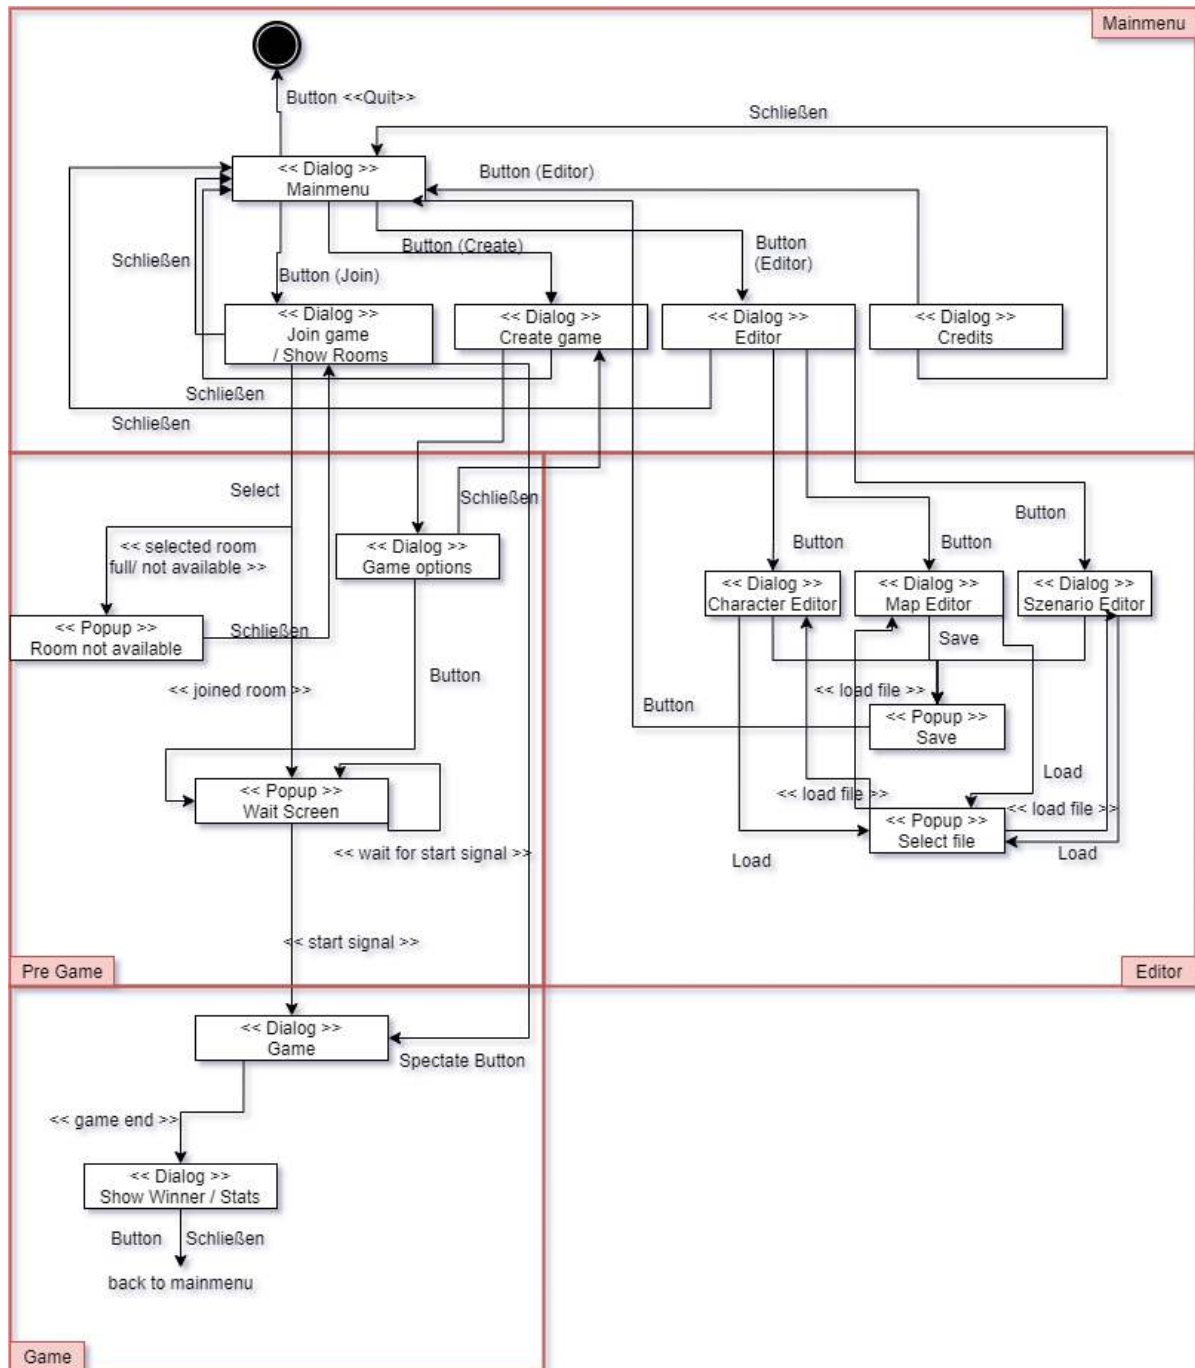 Mainmenu
Button <<Quit>>
Schließen
<< Dialog >>
Mainmenu
Button (Editor)
Schließen
Button (Create)
Button
(Editor)
Button (Join)
<< Dialog >>
Join game
/ Show Rooms
<< Dialog >>
Create game
<< Dialog >>
Editor
<< Dialog >>
Credits
Schließen
Schließen
Select
Schließen
<< selected room
full/ not available >>
<< Dialog >>
Game options
Button
Button
Button
<< Dialog >>
Character Editor
<< Dialog >>
Map Editor
<< Dialog >>
Szenario Editor
<< Popup >>
Room not available
Schließen
Save
Button
<< joined room >>
<< load file >>
Button
<< Popup >>
Save
<< Popup >>
Wait Screen
Load
<< load file >>
<< load file >>
<< Popup >>
Select file
<< wait for start signal >>
Load
Load
<< start signal >>
Pre Game
Editor
<< Dialog >>
Game
Spectate Button
<< game end >>
<< Dialog >>
Show Winner / Stats
Button
Schließen
back to mainmenu
Game